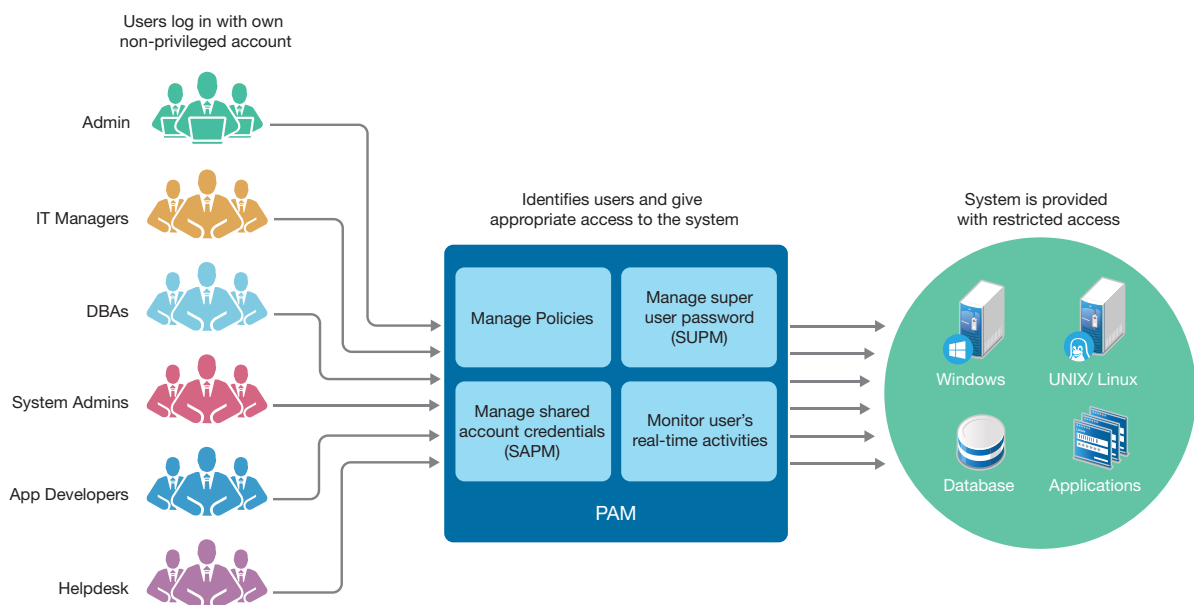 Users log in with own
non-privileged account
Admin
IT Managers
DBAs
System Admins
App Developers
Helpdesk
Identifies users and give
appropriate access to the system
Manage Policies
Manage super
user password
(SUPM)
Manage shared
account credentials
(SAPM)
Monitor user's
real-time activities
PAM
System is provided
with restricted access
Windows
UNIX/ Linux
Database
Applications